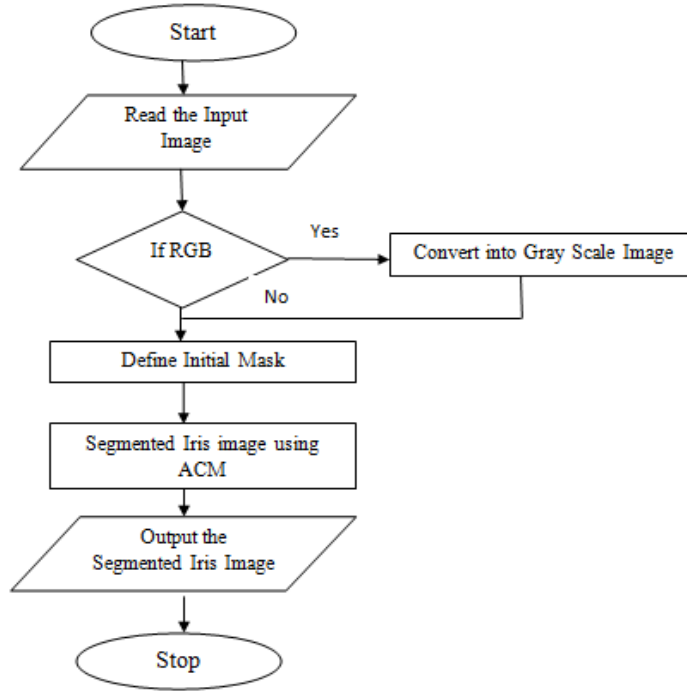 Start
Read the Input
Image
If RGB
Yes
Convert into Gray Scale Image
No
Define Initial Mask
Segmented Iris image using
ACM
Output the
Segmented Iris Image
Stop